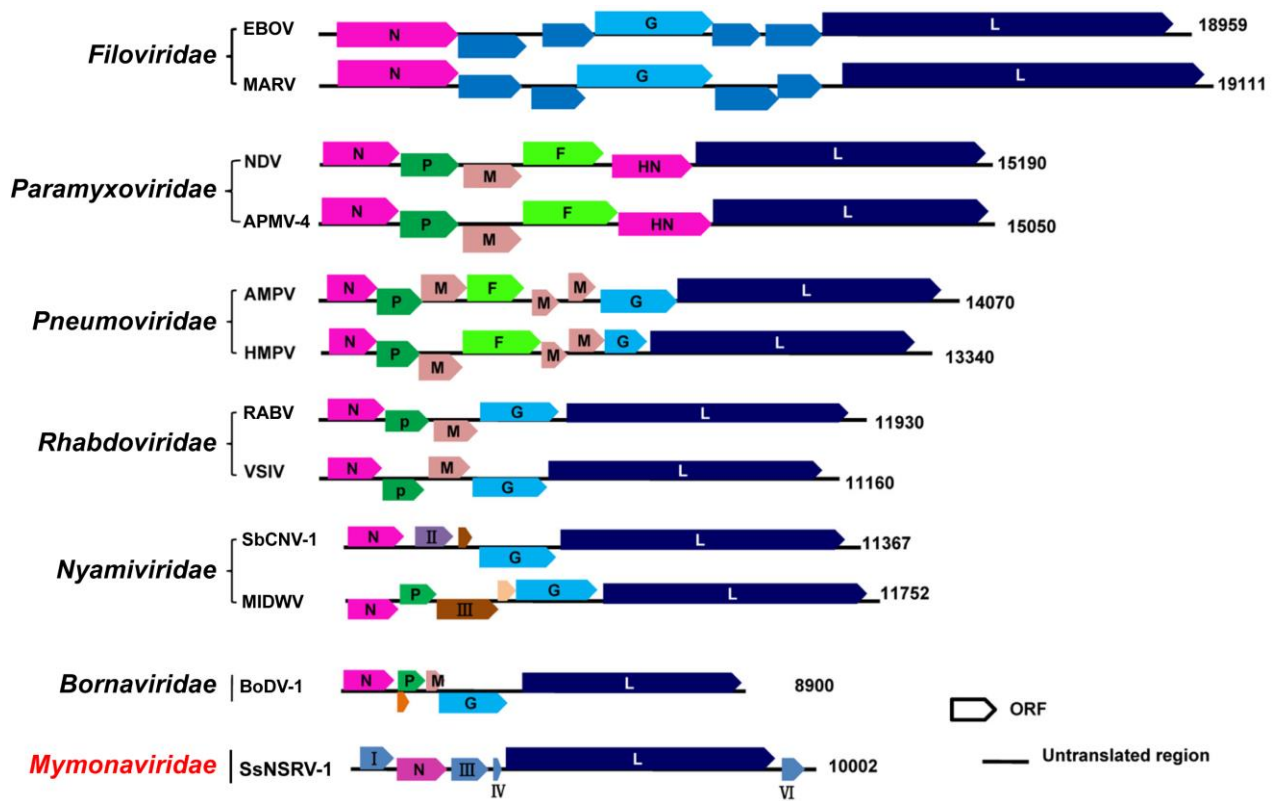 EBOV N G L 18959
Filoviridae
MARV N G L 19111
NDV N P M F HN L 15190
Paramyxoviridae
APMV-4 N P M F HN L 15050
AMPV N P M F M M G L 14070
Pneumoviridae
HMPV N P M F M M G L 13340
RABV N p M G L 11930
Rhabdoviridae
VSIV N p M G L 11160
SbCNV-1 N II G L 11367
Nyamiviridae
MIDWV N P III G L 11752
Bornaviridae BoDV-1 N P M G L 8900
ORF
Mymonaviridae SsNSRV-1 I N III IV L VI 10002
Untranslated region